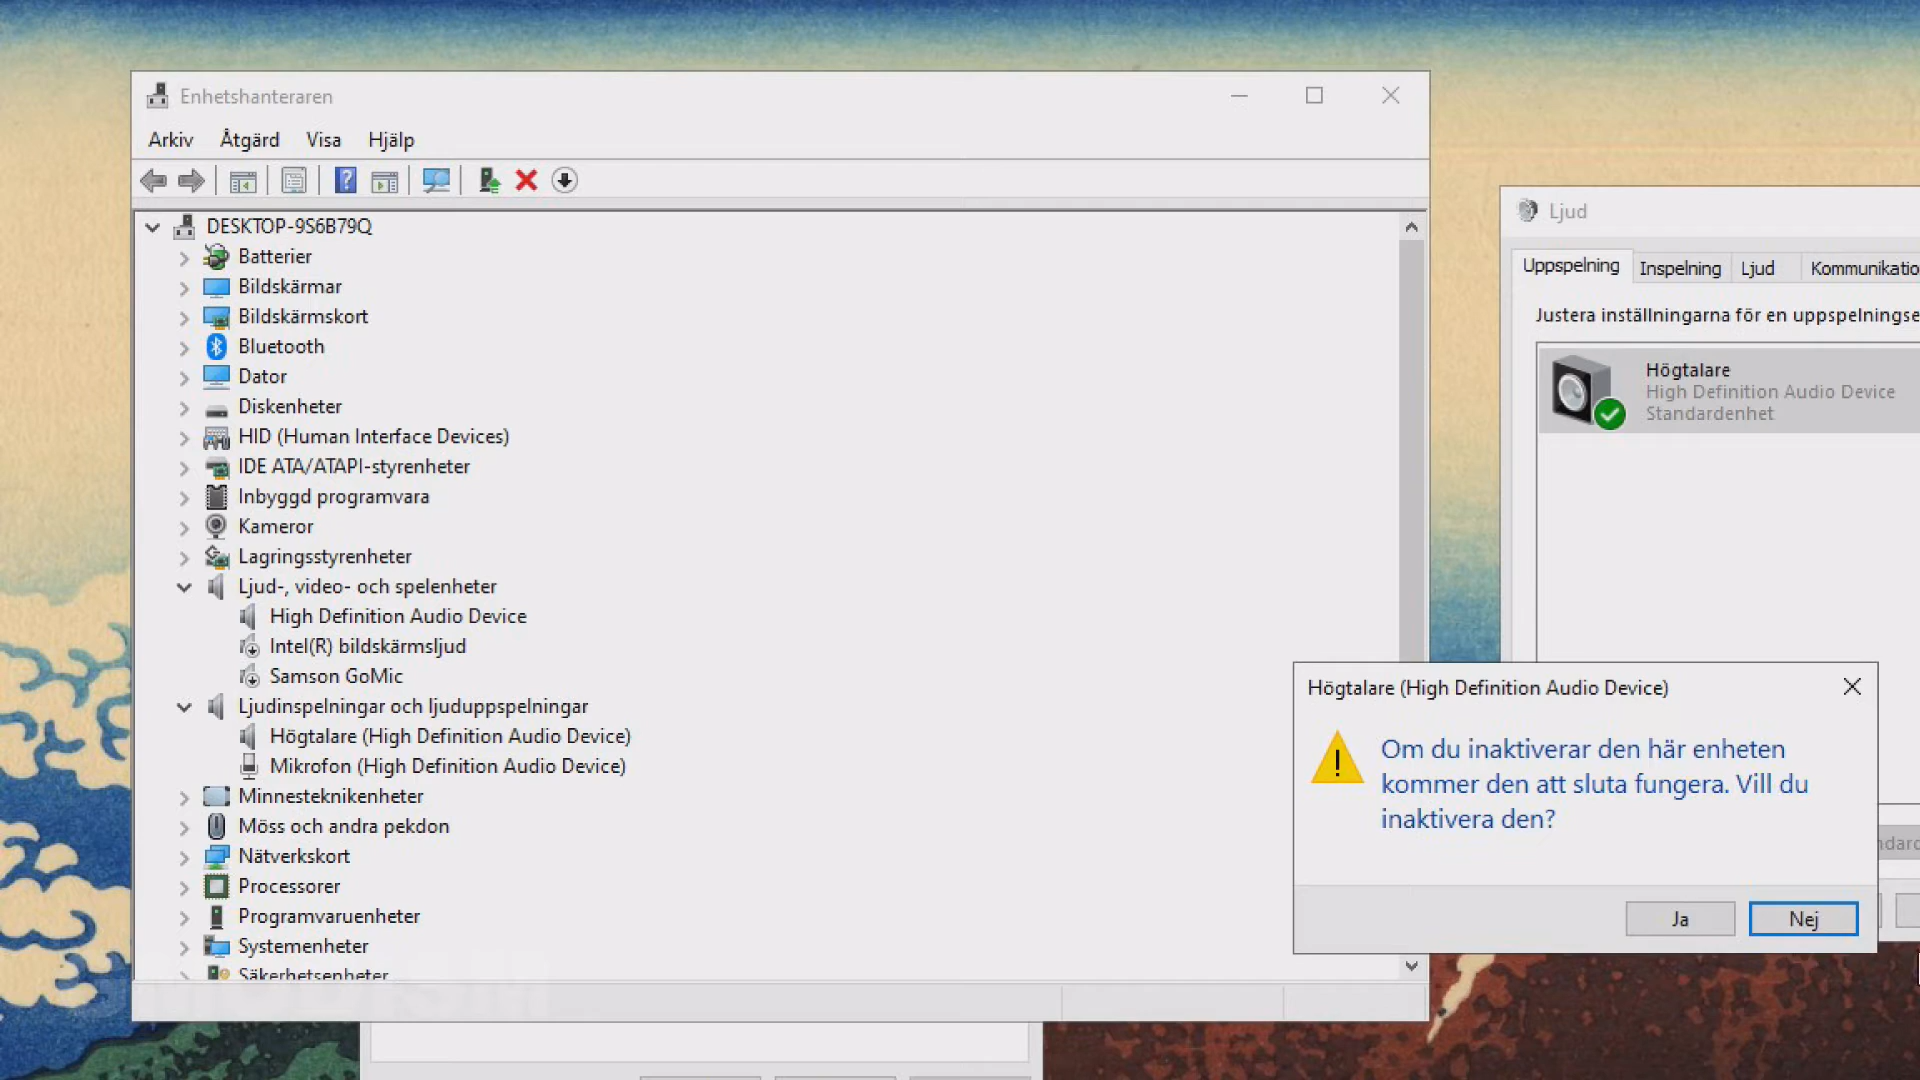 Enhetshanteraren
Arkiv Åtgärd Visa Hjälp
DESKTOP-9S6B79Q
Batterier
Bildskärmar
Bildskärmskort
Bluetooth
Dator
Diskenheter
HID (Human Interface Devices)
IDE ATA/ATAPI-styrenheter
Inbyggd programvara
Kameror
Lagringsstyrenheter
Ljud-, video- och spelenheter
High Definition Audio Device
Intel(R) bildskärmsljud
Samson GoMic
Ljudinspelningar och ljuduppspelningar
Högtalare (High Definition Audio Device)
Mikrofon (High Definition Audio Device)
Minnesteknikenheter
Möss och andra pekdon
Nätverkskort
Processorer
Programvaruenheter
Systemenheter
Säkerhetsenheter
Ljud
Uppspelning Inspelning Ljud Kommunikatio
Justera inställningarna för en uppspelningse
Högtalare
High Definition Audio Device
Standardenhet
Högtalare (High Definition Audio Device)
Om du inaktiverar den här enheten
kommer den att sluta fungera. Vill du
inaktivera den?
Ja Nej